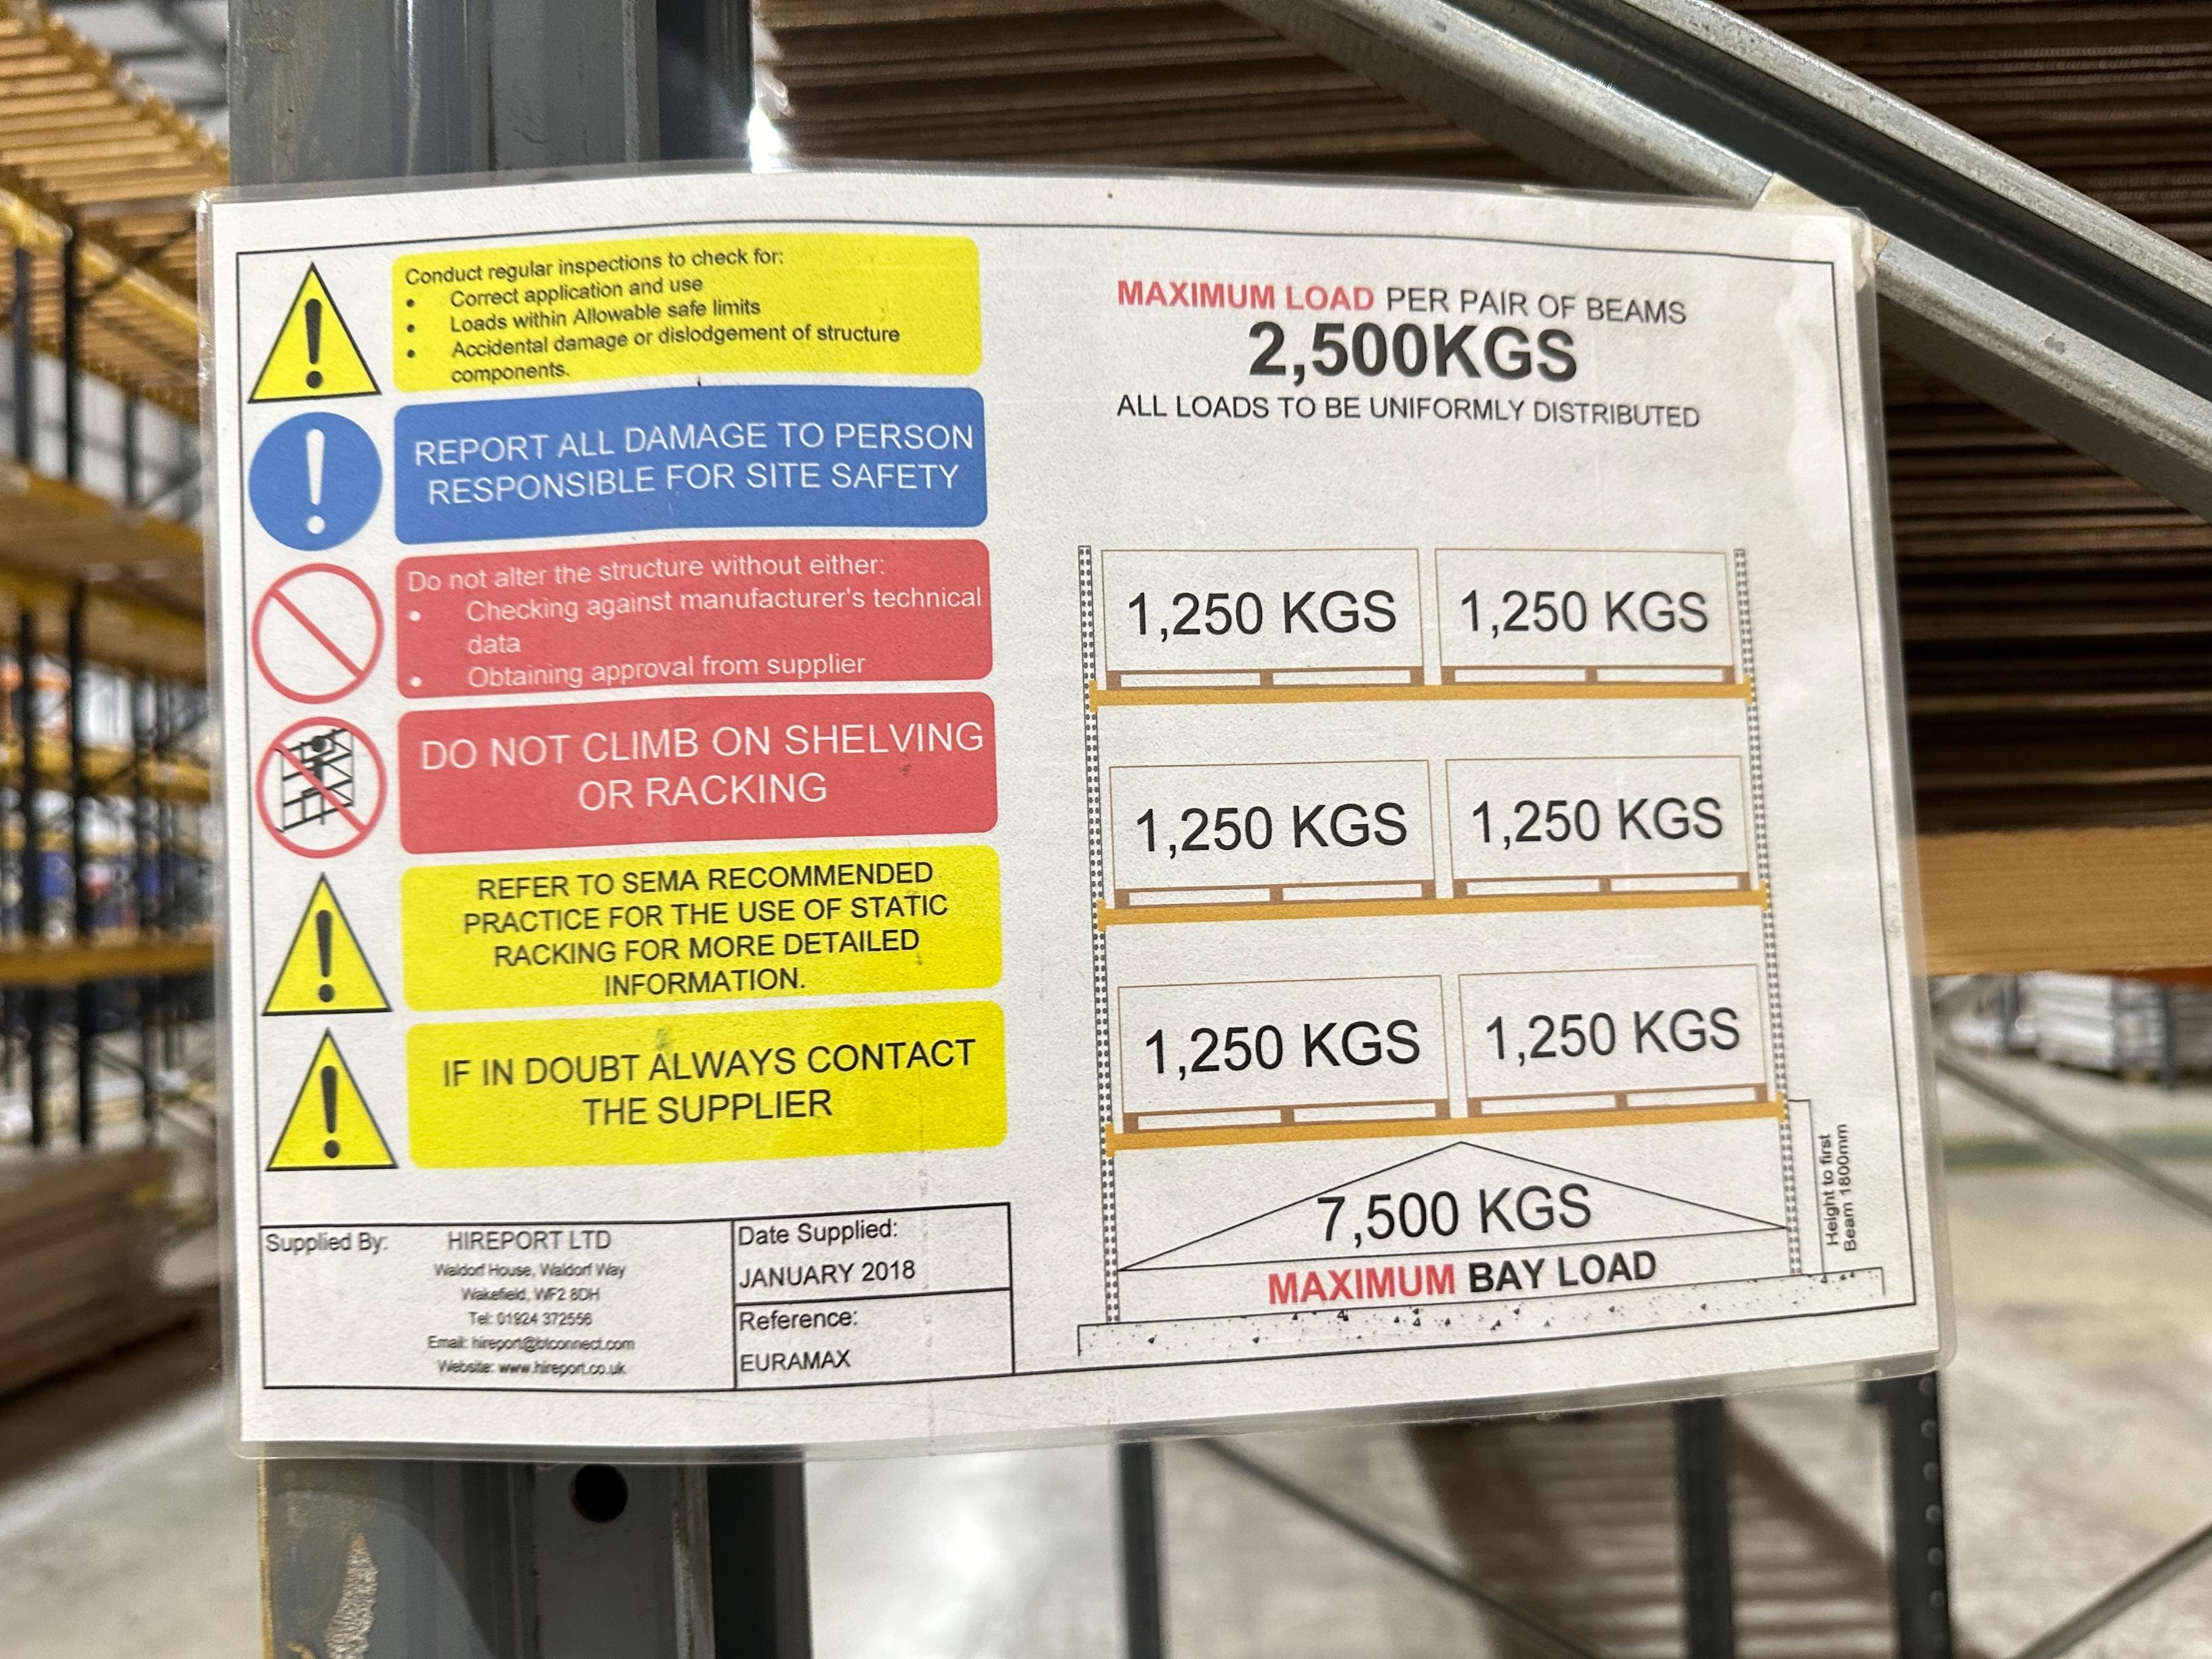 Conduct regular inspections to check for:
• Correct application and use
• Loads within Allowable safe limits
• Accidental damage or dislodgement of structure
components.
REPORT ALL DAMAGE TO PERSON
RESPONSIBLE FOR SITE SAFETY
Do not alter the structure without either:
• Checking against manufacturer's technical
data
• Obtaining approval from supplier
DO NOT CLIMB ON SHELVING
OR RACKING
REFER TO SEMA RECOMMENDED
PRACTICE FOR THE USE OF STATIC
RACKING FOR MORE DETAILED
INFORMATION.
IF IN DOUBT ALWAYS CONTACT
THE SUPPLIER
Supplied By:
HIREPORT LTD
Waldorf House, Waldorf Way
Wakefield, WF2 8DH
Tel: 01924 372556
Email: hireport@btconnect.com
Website: www.hireport.co.uk
Date Supplied:
JANUARY 2018
Reference:
EURAMAX
MAXIMUM LOAD PER PAIR OF BEAMS
2,500KGS
ALL LOADS TO BE UNIFORMLY DISTRIBUTED
1,250 KGS 1,250 KGS
1,250 KGS 1,250 KGS
1,250 KGS 1,250 KGS
7,500 KGS
MAXIMUM BAY LOAD
Height to first
Beam 1800mm